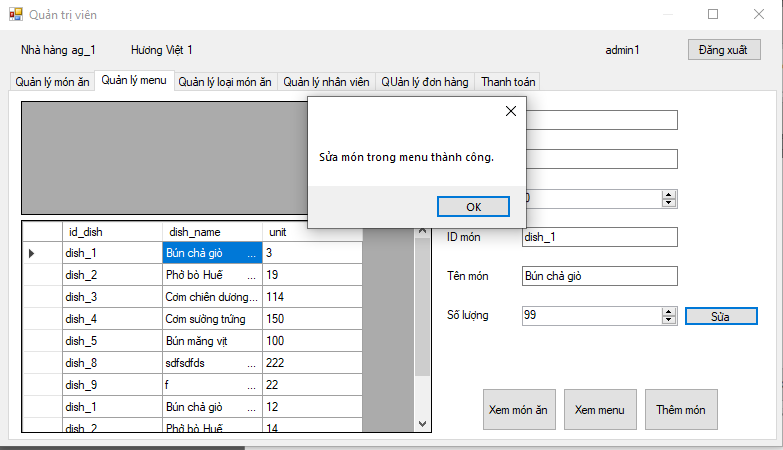 Quản trị viên
Nhà hàng ag_1 Hương Việt 1 admin1 Đăng xuất
Quản lý món ăn Quản lý menu Quản lý loại món ăn Quản lý nhân viên QUản lý đơn hàng Thanh toán
Sửa món trong menu thành công.
OK
id_dish dish_name unit
dish_1 Bún chả giò ... 3
dish_2 Phở bò Huế ... 19
dish_3 Cơm chiên dương... 114
dish_4 Cơm sường trứng 150
dish_5 Bún măng vịt 100
dish_8 sdfsdfds ... 222
dish_9 f ... 22
dish_1 Bún chả giò ... 12
dish_2 Phở bò Huế 14
0
ID món dish_1
Tên món Bún chả giò
Số lượng 99 Sửa
Xem món ăn Xem menu Thêm món